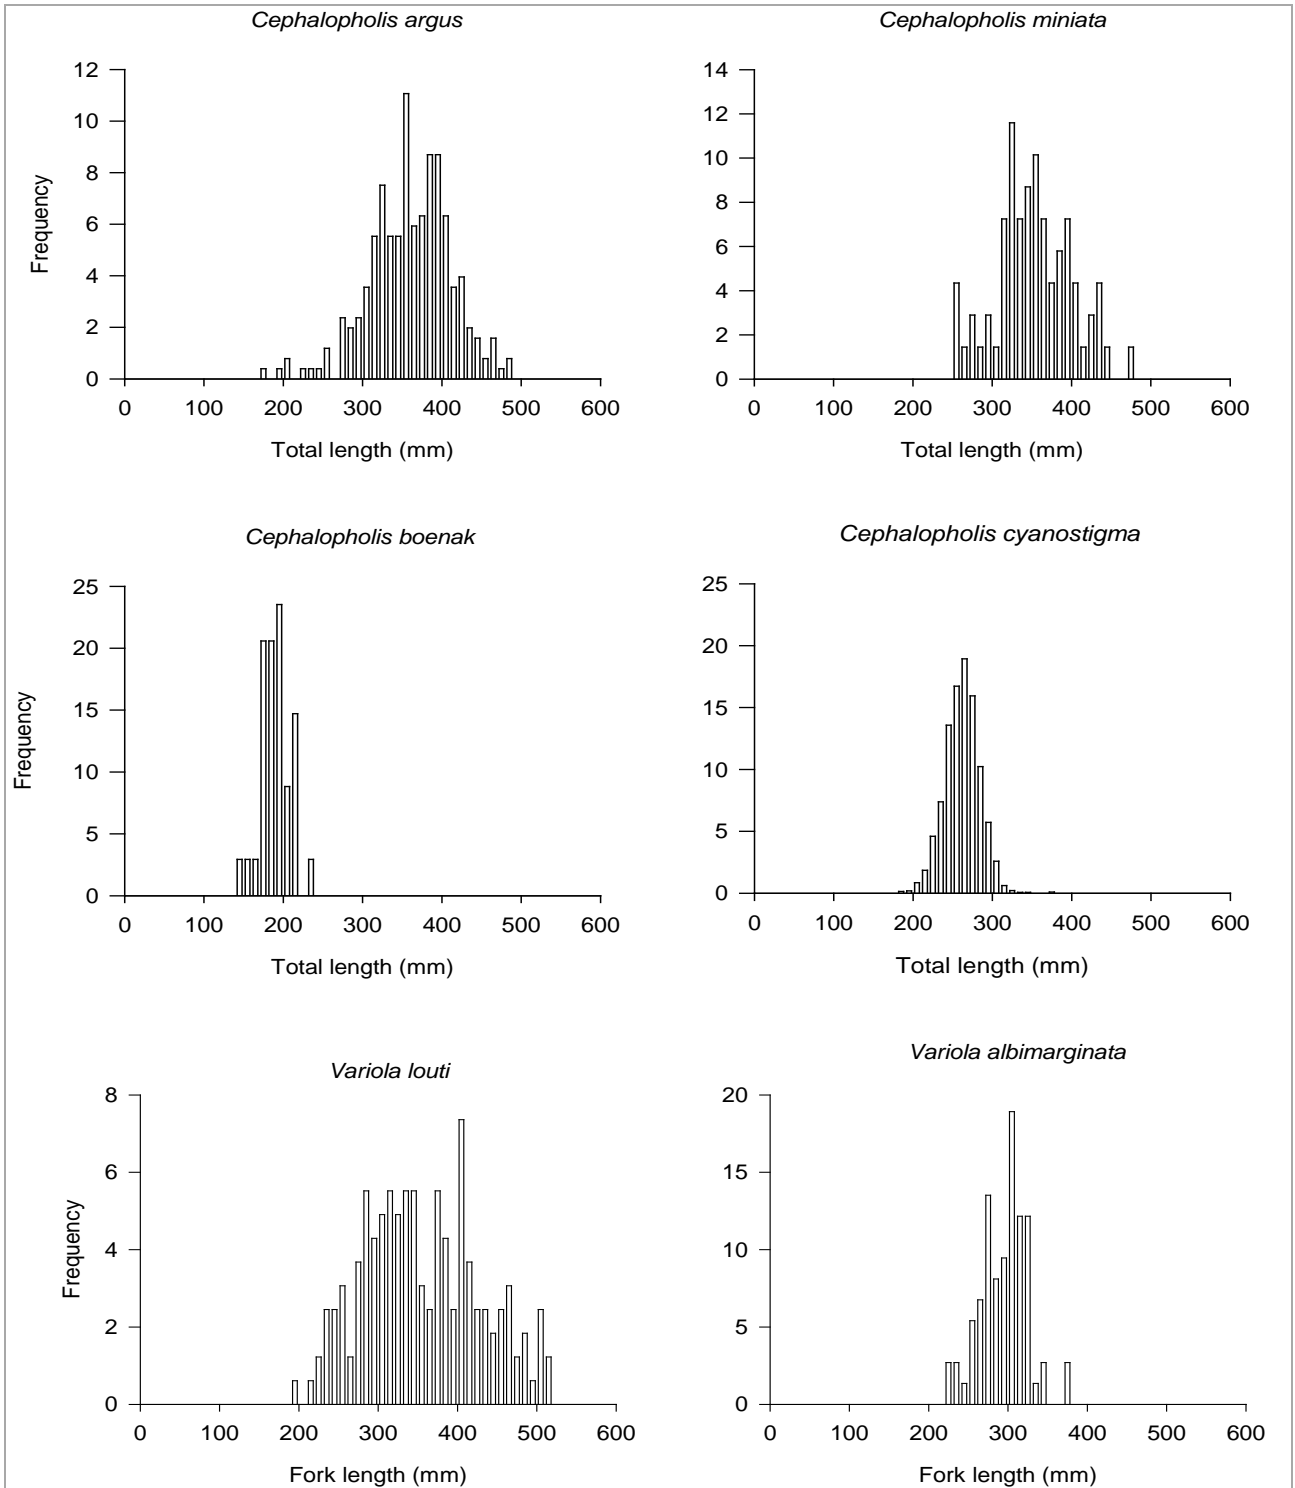 Cephalopholis argus
12
10
8
6
4
2
0
Frequency
0 100 200 300 400 500 600
Total length (mm)
Cephalopholis miniata
14
12
10
8
6
4
2
0
0 100 200 300 400 500 600
Total length (mm)
Cephalopholis boenak
25
20
15
10
5
0
Frequency
0 100 200 300 400 500 600
Total length (mm)
Cephalopholis cyanostigma
25
20
15
10
5
0
0 100 200 300 400 500 600
Total length (mm)
Variola louti
8
6
4
2
0
Frequency
0 100 200 300 400 500 600
Fork length (mm)
Variola albimarginata
20
15
10
5
0
0 100 200 300 400 500 600
Fork length (mm)